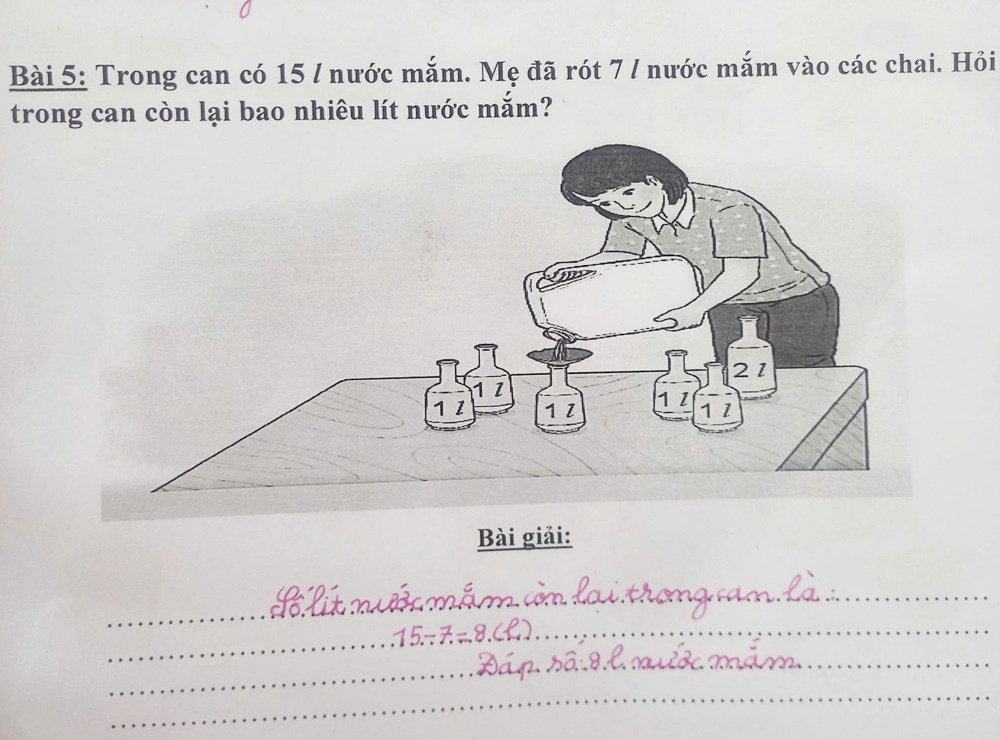 Bài 5: Trong can có 15 l nước mắm. Mẹ đã rót 7 l nước mắm vào các chai. Hỏi
trong can còn lại bao nhiêu lít nước mắm?
2 l
1 l
1 l
1 l
1 l
1 l
Bài giải:
Số lít nước mắm còn lại trong can là:
15-7=8(l)
Đáp số:8 l nước mắm